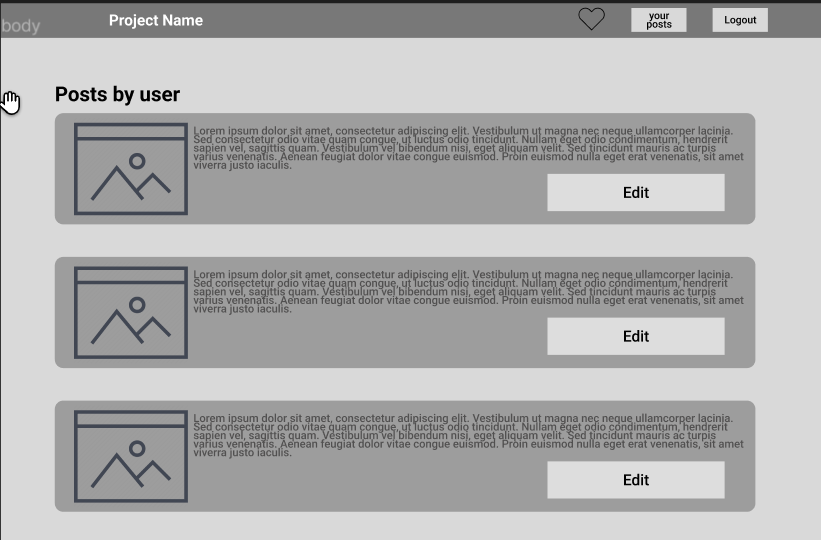 body
Project Name
your
posts
Logout
Posts by user
Lorem ipsum dolor sit amet, consectetur adipiscing elit. Vestibulum ut magna nec neque ullamcorper lacinia.
Sed consectetur odio vitae quam congue, ut luctus odio tincidunt. Nullam eget odio condimentum, hendrerit
sapien vel, sagittis quam. Vestibulum vel bibendum nisi, eget aliquam velit. Sed tincidunt mauris ac turpis
varius venenatis. Aenean feugiat dolor vitae congue euismod. Proin euismod nulla eget erat venenatis, sit amet
viverra justo iaculis.
Edit
Lorem ipsum dolor sit amet, consectetur adipiscing elit. Vestibulum ut magna nec neque ullamcorper lacinia.
Sed consectetur odio vitae quam congue, ut luctus odio tincidunt. Nullam eget odio condimentum, hendrerit
sapien vel, sagittis quam. Vestibulum vel bibendum nisi, eget aliquam velit. Sed tincidunt mauris ac turpis
varius venenatis. Aenean feugiat dolor vitae congue euismod. Proin euismod nulla eget erat venenatis, sit amet
viverra justo iaculis.
Edit
Lorem ipsum dolor sit amet, consectetur adipiscing elit. Vestibulum ut magna nec neque ullamcorper lacinia.
Sed consectetur odio vitae quam congue, ut luctus odio tincidunt. Nullam eget odio condimentum, hendrerit
sapien vel, sagittis quam. Vestibulum vel bibendum nisi, eget aliquam velit. Sed tincidunt mauris ac turpis
varius venenatis. Aenean feugiat dolor vitae congue euismod. Proin euismod nulla eget erat venenatis, sit amet
viverra justo iaculis.
Edit